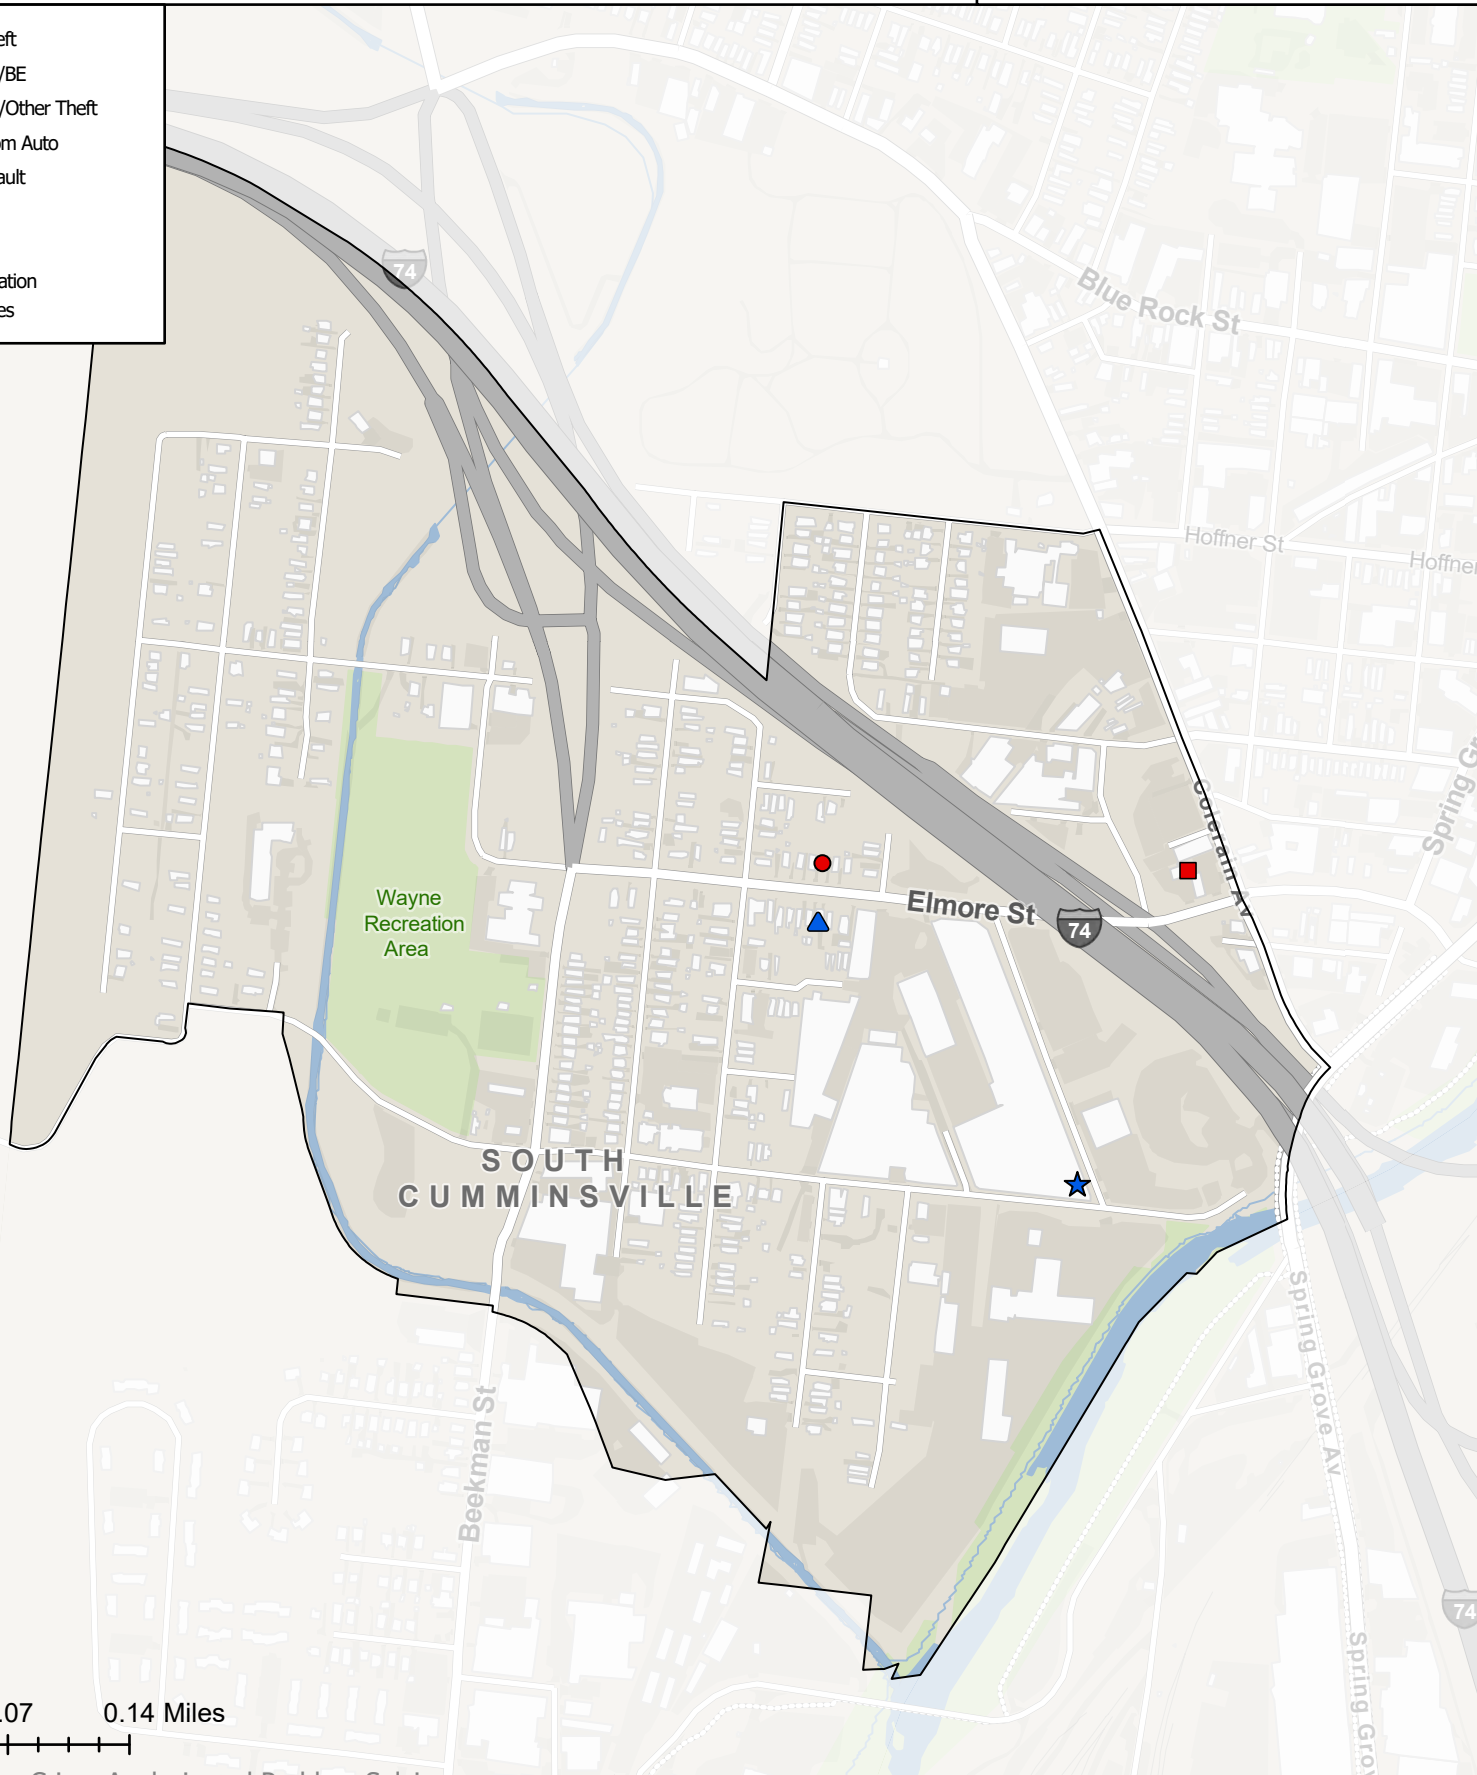 eft
/BE
/Other Theft
om Auto
ault
ation
es
74
Blue Rock St
Hoffner St
Hoffner
Spring Gr
Colerain Av
Elmore St
74
Wayne
Recreation
Area
SOUTH
CUMMINSVILLE
Spring Grove Av
Beekman St
74
Spring Grov
.07 0.14 Miles